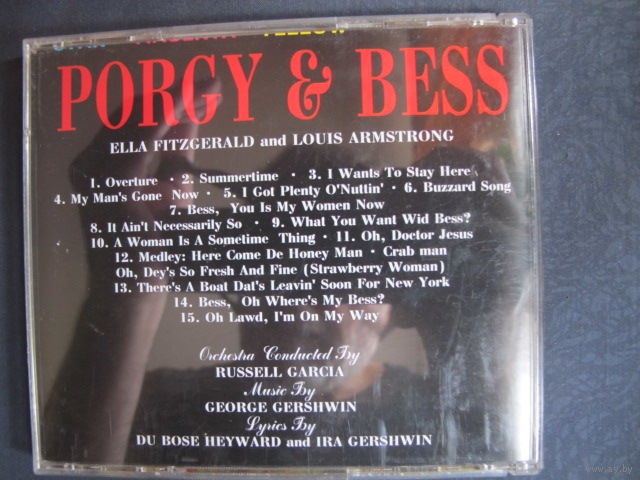 PORGY & BESS
ELLA FITZGERALD and LOUIS ARMSTRONG
1. Overture · 2. Summertime · 3. I Wants To Stay Here
4. My Man's Gone Now · 5. I Got Plenty O'Nuttin' · 6. Buzzard Song
7. Bess, You Is My Women Now
8. It Ain't Necessarily So · 9. What You Want Wid Bess?
10. A Woman Is A Sometime Thing · 11. Oh, Doctor Jesus
12. Medley: Here Come De Honey Man · Crab man
Oh, Dey's So Fresh And Fine (Strawberry Woman)
13. There's A Boat Dat's Leavin' Soon For New York
14. Bess, Oh Where's My Bess?
15. Oh Lawd, I'm On My Way
Orchestra Conducted By
RUSSELL GARCIA
Music By
GEORGE GERSHWIN
Lyrics By
DU BOSE HEYWARD and IRA GERSHWIN
www.ay.by